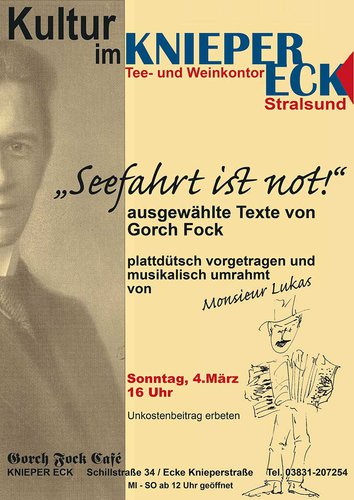 Kultur
im KNIEPER
Tee- und Weinkontor ECK
Stralsund
„Seefahrt ist not!“
ausgewählte Texte von
Gorch Fock
plattdütsch vorgetragen und
musikalisch umrahmt
von Monsieur Lukas
Sonntag, 4.März
16 Uhr
Unkostenbeitrag erbeten
Gorch Fock Café
KNIEPER ECK Schillstraße 34 / Ecke Knieperstraße Tel. 03831-207254
MI - SO ab 12 Uhr geöffnet